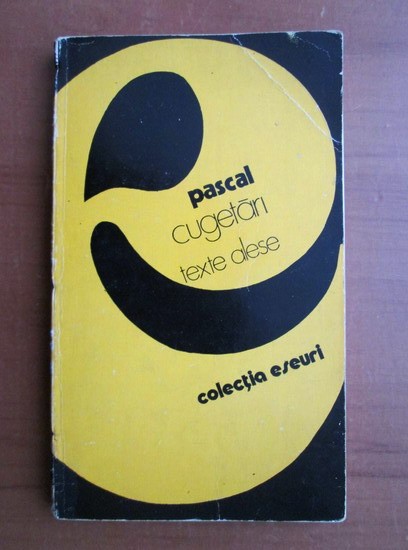 pascal
cugetări
texte alese
colecția eseuri